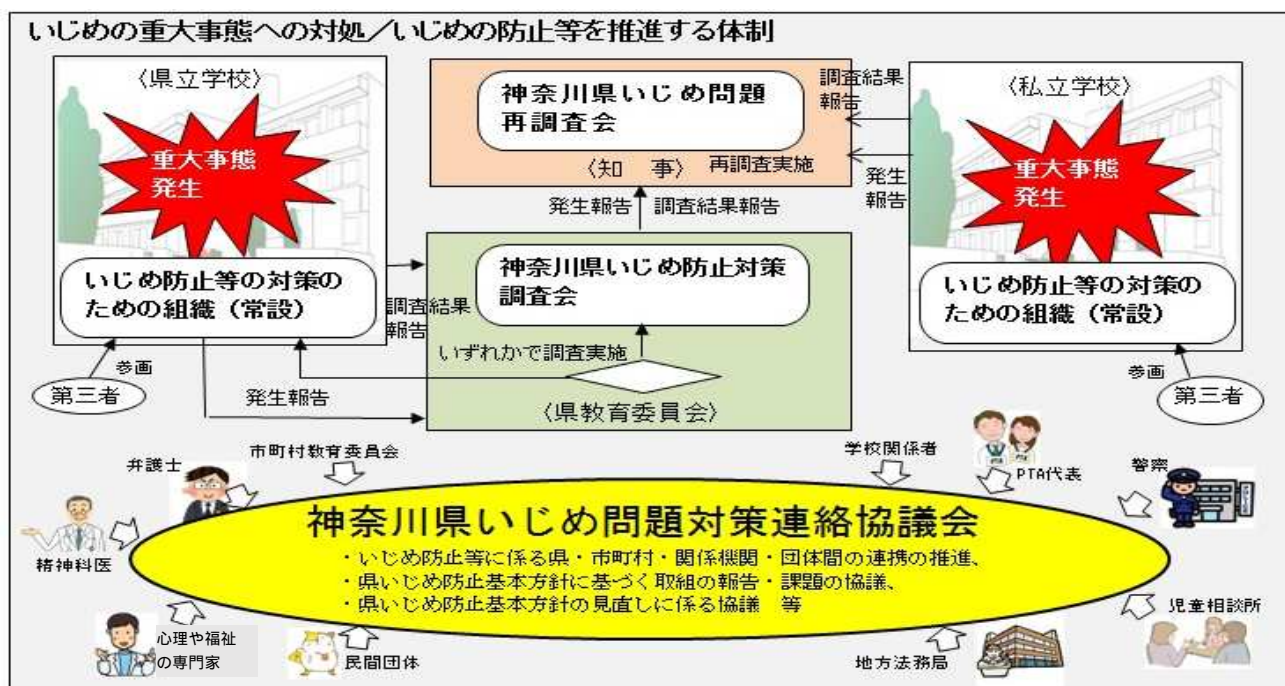 いじめの重大事態への対処／いじめの防止等を推進する体制
〈県立学校〉
重大事態
発生
いじめ防止等の対策の
ための組織（常設）
参画
第三者
発生報告
調査結果
報告
神奈川県いじめ問題
再調査会
〈知　事〉 再調査実施
発生報告
調査結果報告
神奈川県いじめ防止対策
調査会
いずれかで調査実施
〈県教育委員会〉
調査結果
報告
発生
報告
〈私立学校〉
重大事態
発生
いじめ防止等の対策の
ための組織（常設）
参画
第三者
市町村教育委員会
弁護士
精神科医
学校関係者
PTA代表
警察
神奈川県いじめ問題対策連絡協議会
・いじめ防止等に係る県・市町村・関係機関・団体間の連携の推進、
・県いじめ防止基本方針に基づく取組の報告・課題の協議、
・県いじめ防止基本方針の見直しに係る協議　等
心理や福祉
の専門家
民間団体
地方法務局
児童相談所